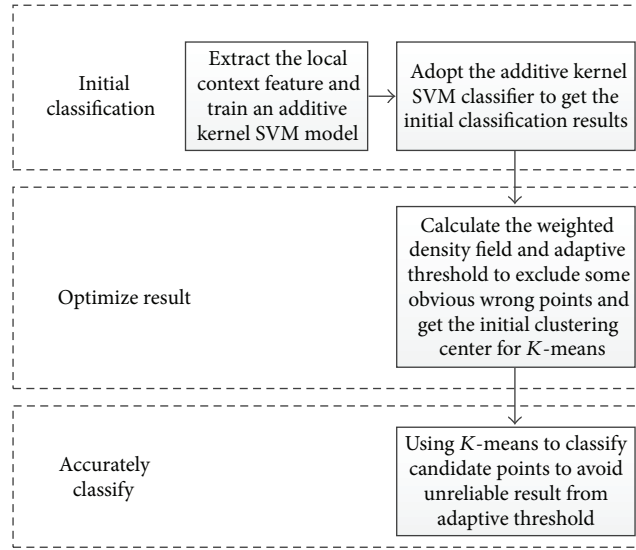 Initial
classification
Extract the local
context feature and
train an additive
kernel SVM model
Adopt the additive kernel
SVM classifier to get the
initial classification results
Optimize result
Calculate the weighted
density field and adaptive
threshold to exclude some
obvious wrong points and
get the initial clustering
center for K-means
Accurately
classify
Using K-means to classify
candidate points to avoid
unreliable result from
adaptive threshold